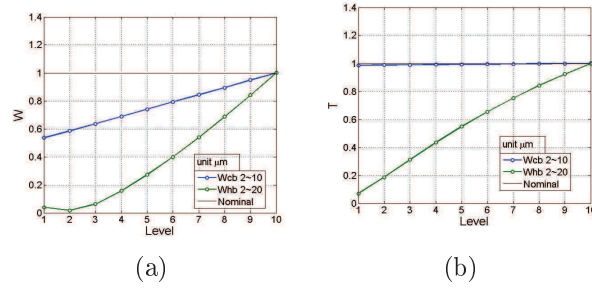 1.4
1.2
1
0.8
0.6
0.4
0.2
0
W
1 2 3 4 5 6 7 8 9 10
Level
unit μm
Wcb 2~10
Whb 2~20
Nominal
(a)
1.4
1.2
1
0.8
0.6
0.4
0.2
0
T
1 2 3 4 5 6 7 8 9 10
Level
unit μm
Wcb 2~10
Whb 2~20
Nominal
(b)